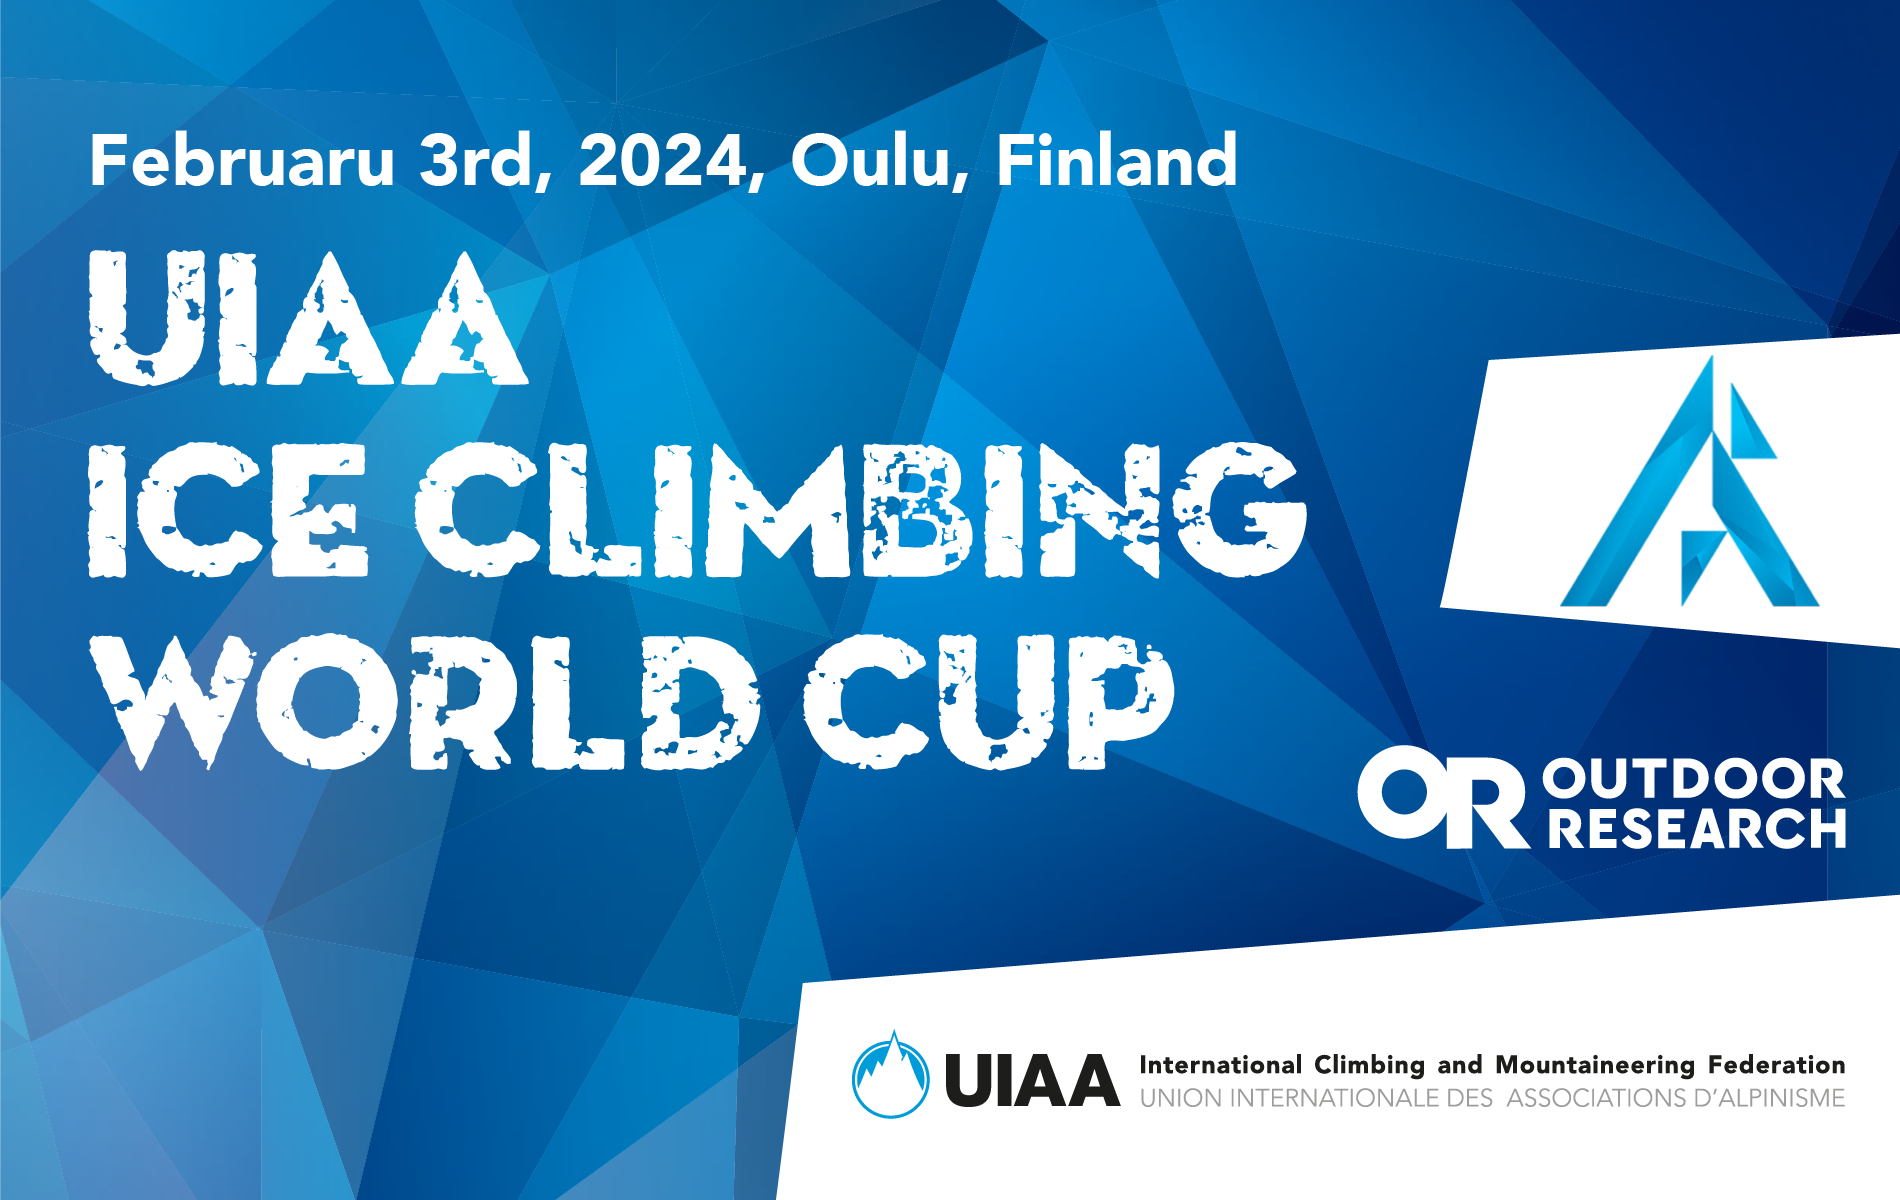 Februaru 3rd, 2024, Oulu, Finland
UIAA
ICE CLIMBING
WORLD CUP
OR OUTDOOR
RESEARCH
UIAA International Climbing and Mountaineering Federation
UNION INTERNATIONALE DES ASSOCIATIONS D'ALPINISME